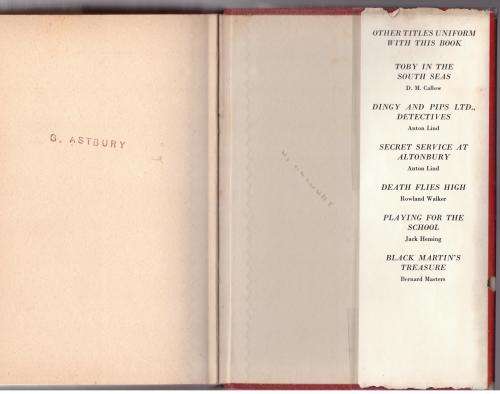 G. ASTBURY
G. ASTBURY
OTHER TITLES UNIFORM
WITH THIS BOOK
TOBY IN THE
SOUTH SEAS
D. M. Callow
DINGY AND PIPS LTD.,
DETECTIVES
Anton Lind
SECRET SERVICE AT
ALTONBURY
Anton Lind
DEATH FLIES HIGH
Rowland Walker
PLAYING FOR THE
SCHOOL
Jack Heming
BLACK MARTIN'S
TREASURE
Bernard Masters